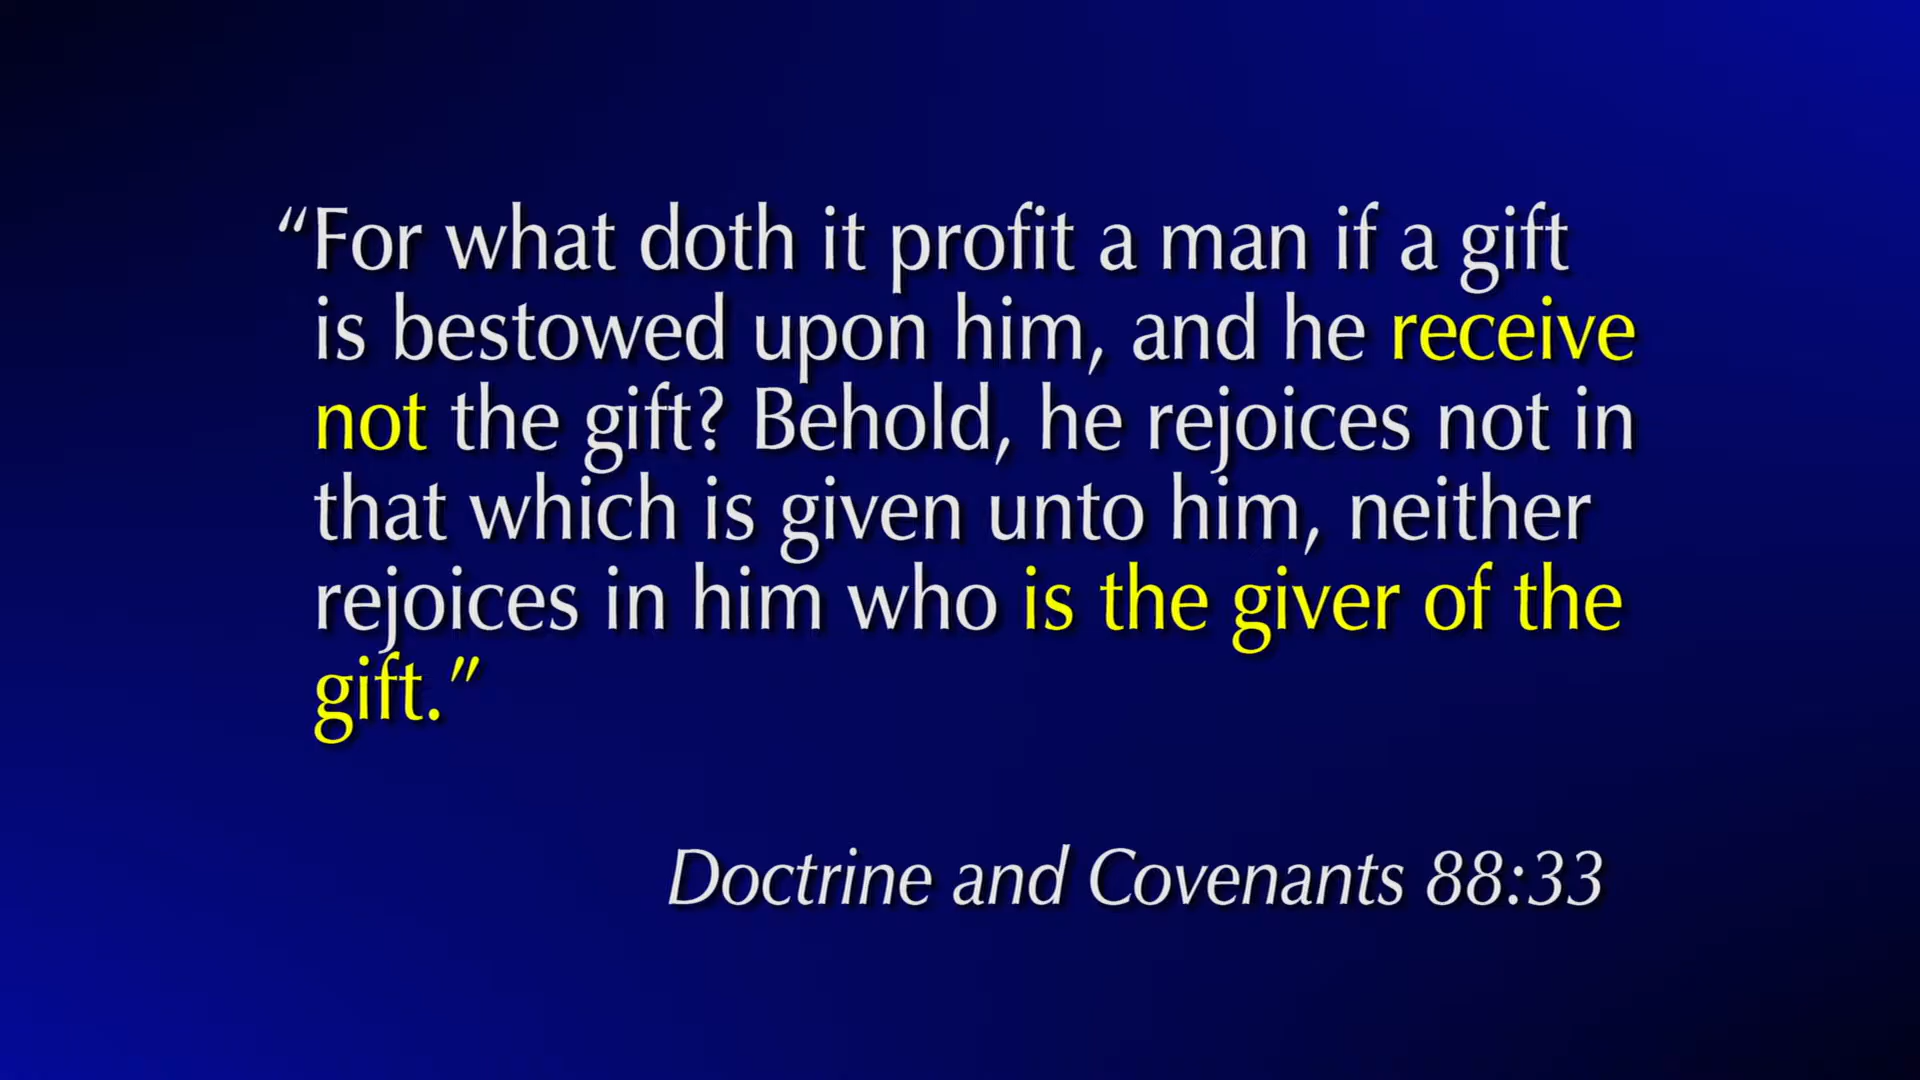 “For what doth it profit a man if a gift
is bestowed upon him, and he receive
not the gift? Behold, he rejoices not in
that which is given unto him, neither
rejoices in him who is the giver of the
gift.”
Doctrine and Covenants 88:33